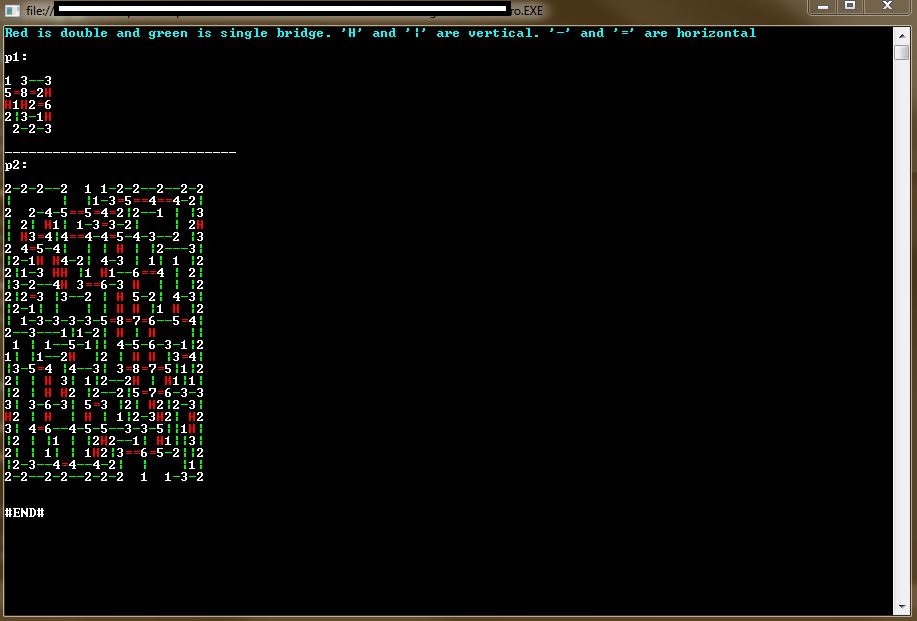 file:// ro.EXE
Red is double and green is single bridge. 'H' and '¦' are vertical. '-' and '=' are horizontal
p1:
1 3--3
5=8=2H
H1H2=6
2¦3-1H
 2-2-3
_____________________________
p2:
2-2-2--2  1 1-2-2--2--2-2
¦      ¦  ¦1-3=5==4==4-2¦
2  2-4-5==5=4=2¦2--1 ¦ ¦3
¦ 2¦ H1¦ 1-3=3-2¦    ¦ 2H
¦ H3=4¦4==4-4=5-4-3--2 ¦3
2 4=5-4¦  ¦ ¦ H ¦ ¦2---3¦
¦2-1H H4-2¦ 4-3 ¦ 1¦ 1 ¦2
2¦1-3 HH ¦1 H1--6==4 ¦ 2¦
¦3-2--4H 3==6-3 H  ¦ ¦ ¦2
2¦2=3 ¦3--2 ¦ H 5-2¦ 4-3¦
¦2-1¦ ¦   ¦ ¦ H H ¦1 H ¦2
¦ 1-3-3-3-3-5=8=7=6--5=4¦
2--3---1¦1-2¦ H ¦ H    ¦¦
 1 ¦ 1--5-1¦¦ 4-5-6-3-1¦2
1¦ ¦1--2H  ¦2 ¦ H H ¦3=4¦
¦3-5=4 ¦4--3¦ 3=8=7=5¦1¦2
2¦ ¦ H 3¦ 1¦2--2H ¦ H1¦1¦
¦2 ¦ H H2 ¦2--2¦5=7=6-3-3
3¦ 3-6-3¦ 5=3 ¦2¦ H2¦2-3¦
H2 ¦ H  ¦ H ¦ 1¦2-3H2¦ H2
3¦ 4=6--4-5-5--3-3-5¦¦1H¦
¦2 ¦ ¦1 ¦ ¦2H2--1¦ H1¦¦3¦
2¦ ¦ 1¦ ¦ 1H2¦3==6=5-2¦¦2
¦2-3--4=4--4-2¦  ¦    ¦1¦
2-2--2-2--2-2-2  1  1-3-2
#END#